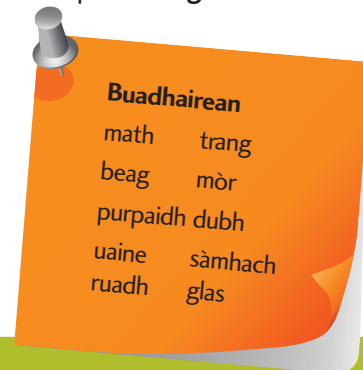 Buadhairean
math trang
beag mòr
purpaidh dubh
uaine sàmhach
ruadh glas